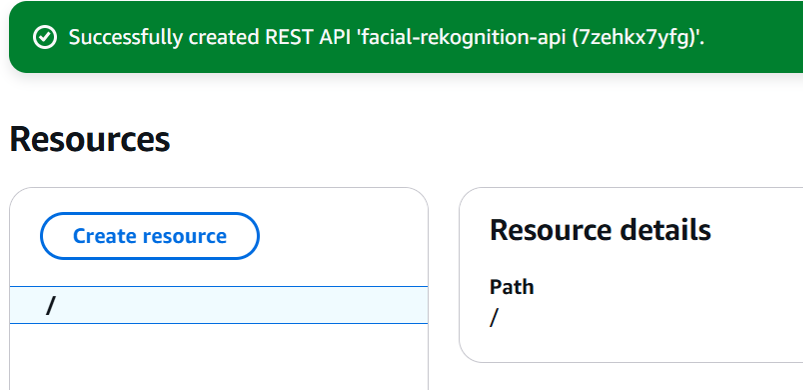 Successfully created REST API 'facial-rekognition-api (7zehkx7yfg)'.
Resources
Create resource
/
Resource details
Path
/